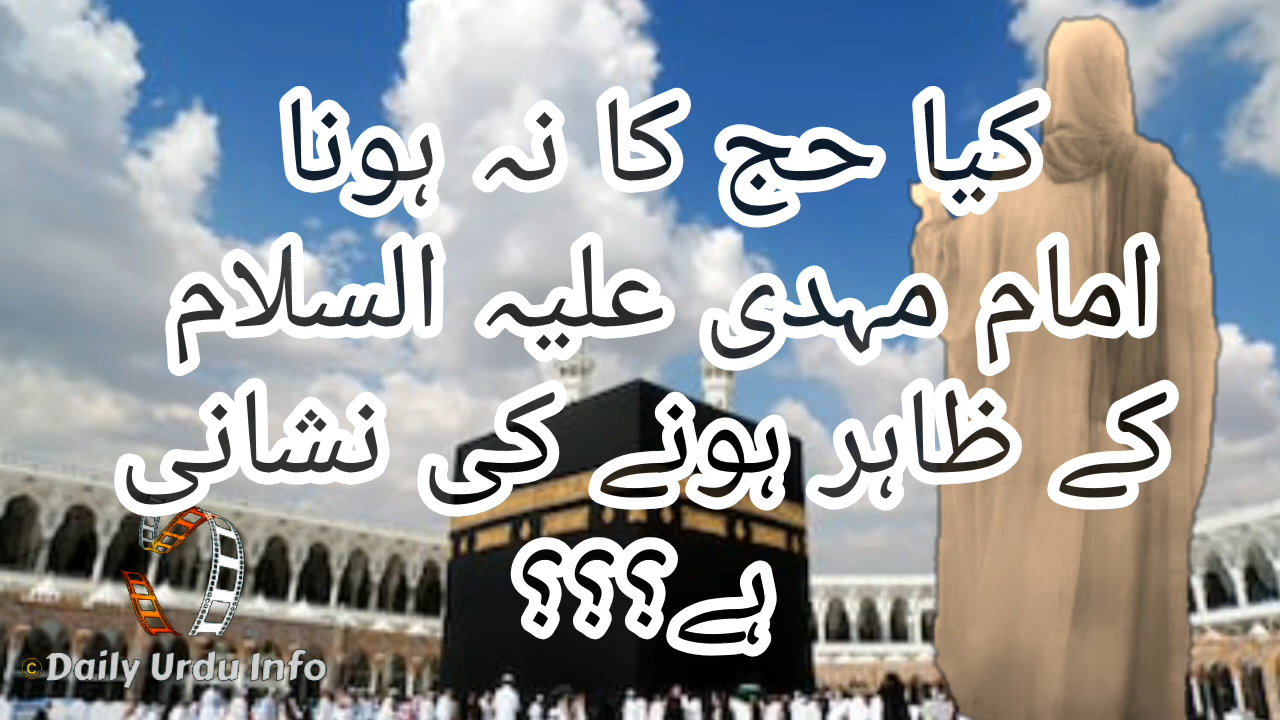 کیا حج کا نہ ہونا
امام مہدی علیہ السلام
کے ظاہر ہونے کی نشانی
ہے؟؟؟
© Daily Urdu Info